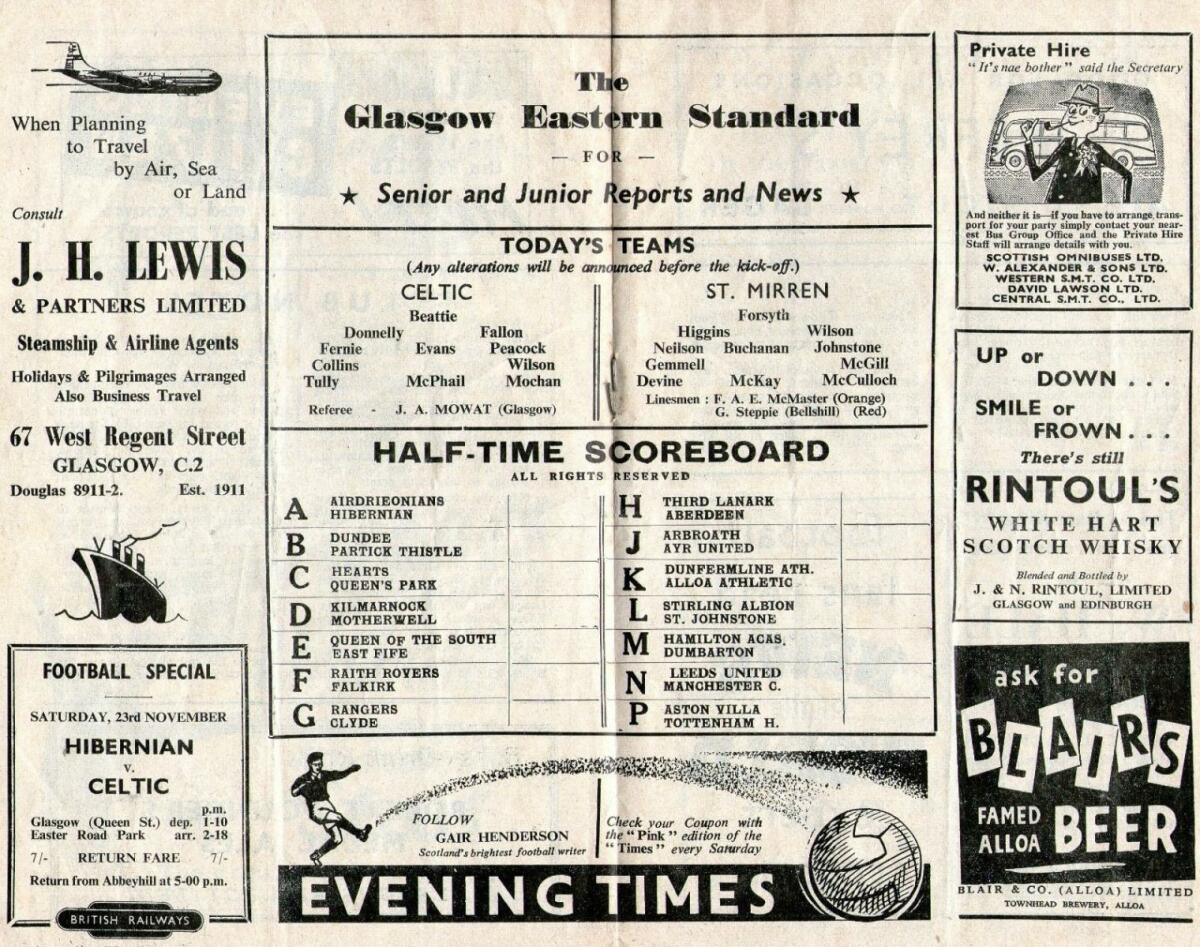 When Planning
to Travel
by Air, Sea
or Land
Consult
J. H. LEWIS
& PARTNERS LIMITED
Steamship & Airline Agents
Holidays & Pilgrimages Arranged
Also Business Travel
67 West Regent Street
GLASGOW, C.2
Douglas 8911-2. Est. 1911
FOOTBALL SPECIAL
SATURDAY, 23rd NOVEMBER
HIBERNIAN
v.
CELTIC
p.m.
Glasgow (Queen St.) dep. 1-10
Easter Road Park arr. 2-18
7/- RETURN FARE 7/-
Return from Abbeyhill at 5-00 p.m.
BRITISH RAILWAYS
The
Glasgow Eastern Standard
— FOR —
★ Senior and Junior Reports and News ★
TODAY'S TEAMS
(Any alterations will be announced before the kick-off.)
CELTIC
Beattie
Donnelly Fallon
Fernie Evans Peacock
Collins Wilson
Tully McPhail Mochan
Referee - J. A. MOWAT (Glasgow)
ST. MIRREN
Forsyth
Higgins Wilson
Neilson Buchanan Johnstone
Gemmell McGill
Devine McKay McCulloch
Linesmen : F. A. E. McMaster (Orange)
G. Steppie (Bellshill) (Red)
HALF-TIME SCOREBOARD
ALL RIGHTS RESERVED
A AIRDRIEONIANS
HIBERNIAN
B DUNDEE
PARTICK THISTLE
C HEARTS
QUEEN'S PARK
D KILMARNOCK
MOTHERWELL
E QUEEN OF THE SOUTH
EAST FIFE
F RAITH ROVERS
FALKIRK
G RANGERS
CLYDE
H THIRD LANARK
ABERDEEN
J ARBROATH
AYR UNITED
K DUNFERMLINE ATH.
ALLOA ATHLETIC
L STIRLING ALBION
ST. JOHNSTONE
M HAMILTON ACAS.
DUMBARTON
N LEEDS UNITED
MANCHESTER C.
P ASTON VILLA
TOTTENHAM H.
FOLLOW
GAIR HENDERSON
Scotland's brightest football writer
Check your Coupon with
the "Pink" edition of the
"Times" every Saturday
EVENING TIMES
Private Hire
"It's nae bother" said the Secretary
And neither it is—if you have to arrange trans-
port for your party simply contact your near-
est Bus Group Office and the Private Hire
Staff will arrange details with you.
SCOTTISH OMNIBUSES LTD.
W. ALEXANDER & SONS LTD.
WESTERN S.M.T. CO. LTD.
DAVID LAWSON LTD.
CENTRAL S.M.T. CO., LTD.
UP or
DOWN . . .
SMILE or
FROWN . . .
There's still
RINTOUL'S
WHITE HART
SCOTCH WHISKY
Blended and Bottled by
J. & N. RINTOUL, LIMITED
GLASGOW and EDINBURGH
ask for
BLAIRS
FAMED
ALLOA BEER
BLAIR & CO. (ALLOA) LIMITED
TOWNHEAD BREWERY, ALLOA